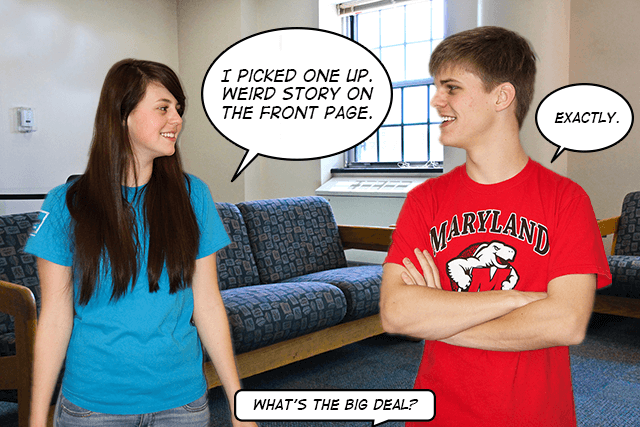 I PICKED ONE UP.
WEIRD STORY ON
THE FRONT PAGE.
EXACTLY.
MARYLAND
WHAT'S THE BIG DEAL?